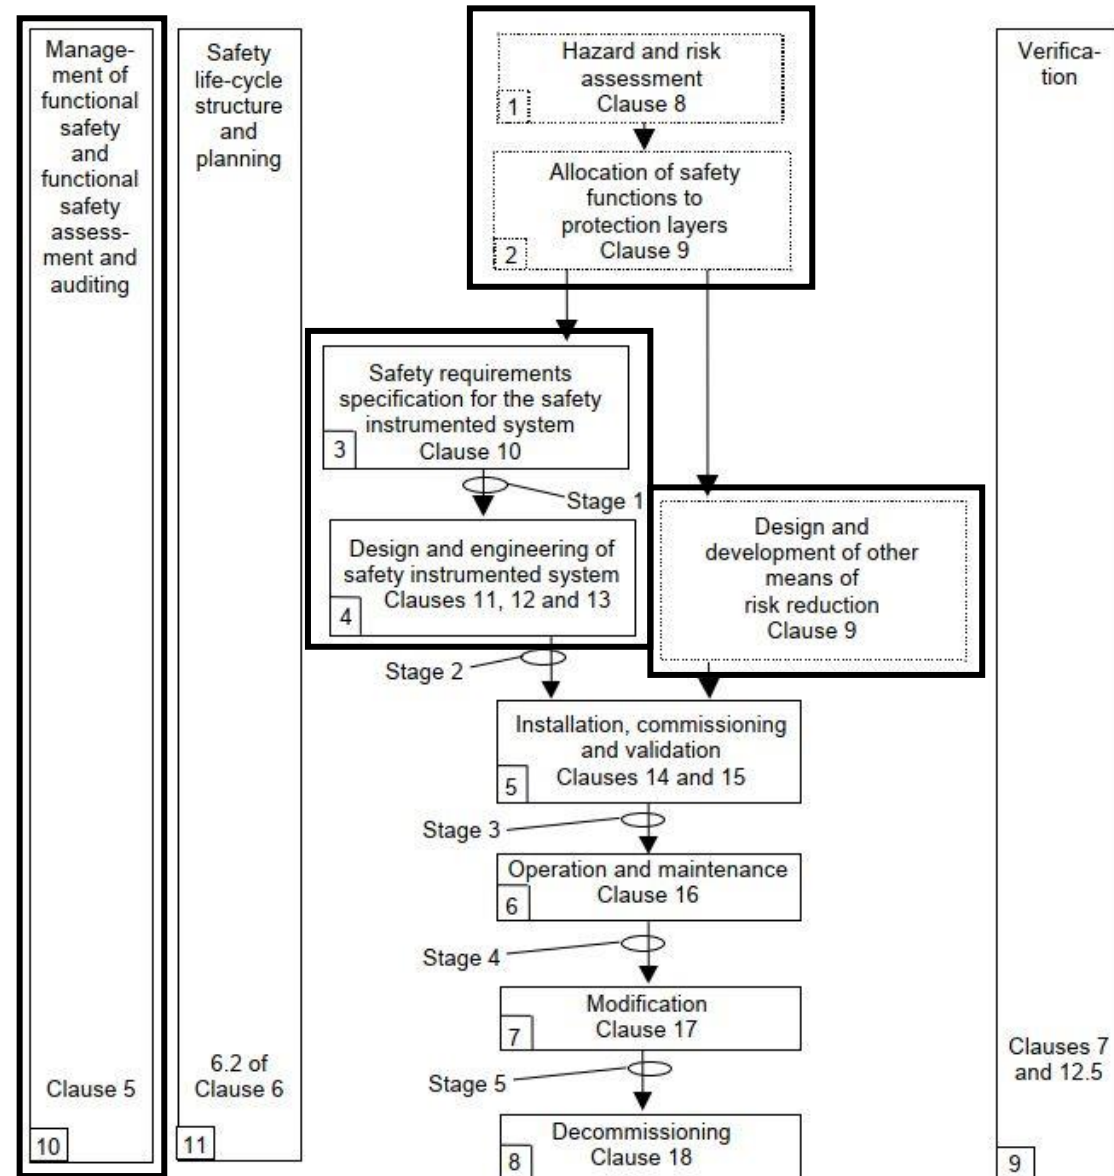 Manage-
ment of
functional
safety
and
functional
safety
assess-
ment and
auditing
Clause 5
10
Safety
life-cycle
structure
and
planning
6.2 of
Clause 6
11
Hazard and risk
assessment
Clause 8
1
Allocation of safety
functions to
protection layers
Clause 9
2
Safety requirements
specification for the safety
instrumented system
Clause 10
3
Stage 1
Design and engineering of
safety instrumented system
Clauses 11, 12 and 13
4
Design and
development of other
means of
risk reduction
Clause 9
Stage 2
Installation, commissioning
and validation
Clauses 14 and 15
5
Stage 3
Operation and maintenance
Clause 16
6
Stage 4
Modification
Clause 17
7
Stage 5
Decommissioning
Clause 18
8
Verifica-
tion
Clauses 7
and 12.5
9